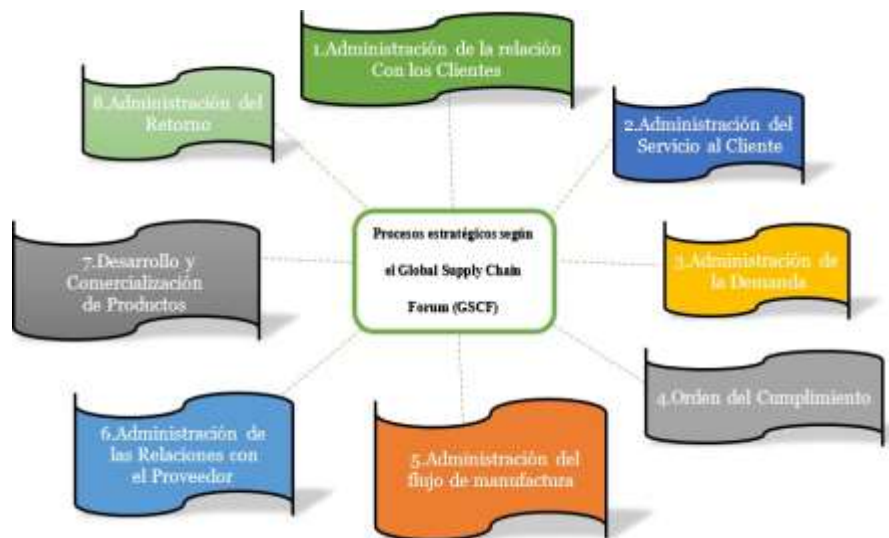 1.Administración de la relación
Con los Clientes
2.Administración del
Servicio al Cliente
3.Administración de
la Demanda
4.Orden del Cumplimiento
5.Administración del
flujo de manufactura
6.Administración de
las Relaciones con
el Proveedor
7.Desarrollo y
Comercialización
de Productos
8.Administración del
Retorno
Procesos estratégicos según
el Global Supply Chain
Forum (GSCF)